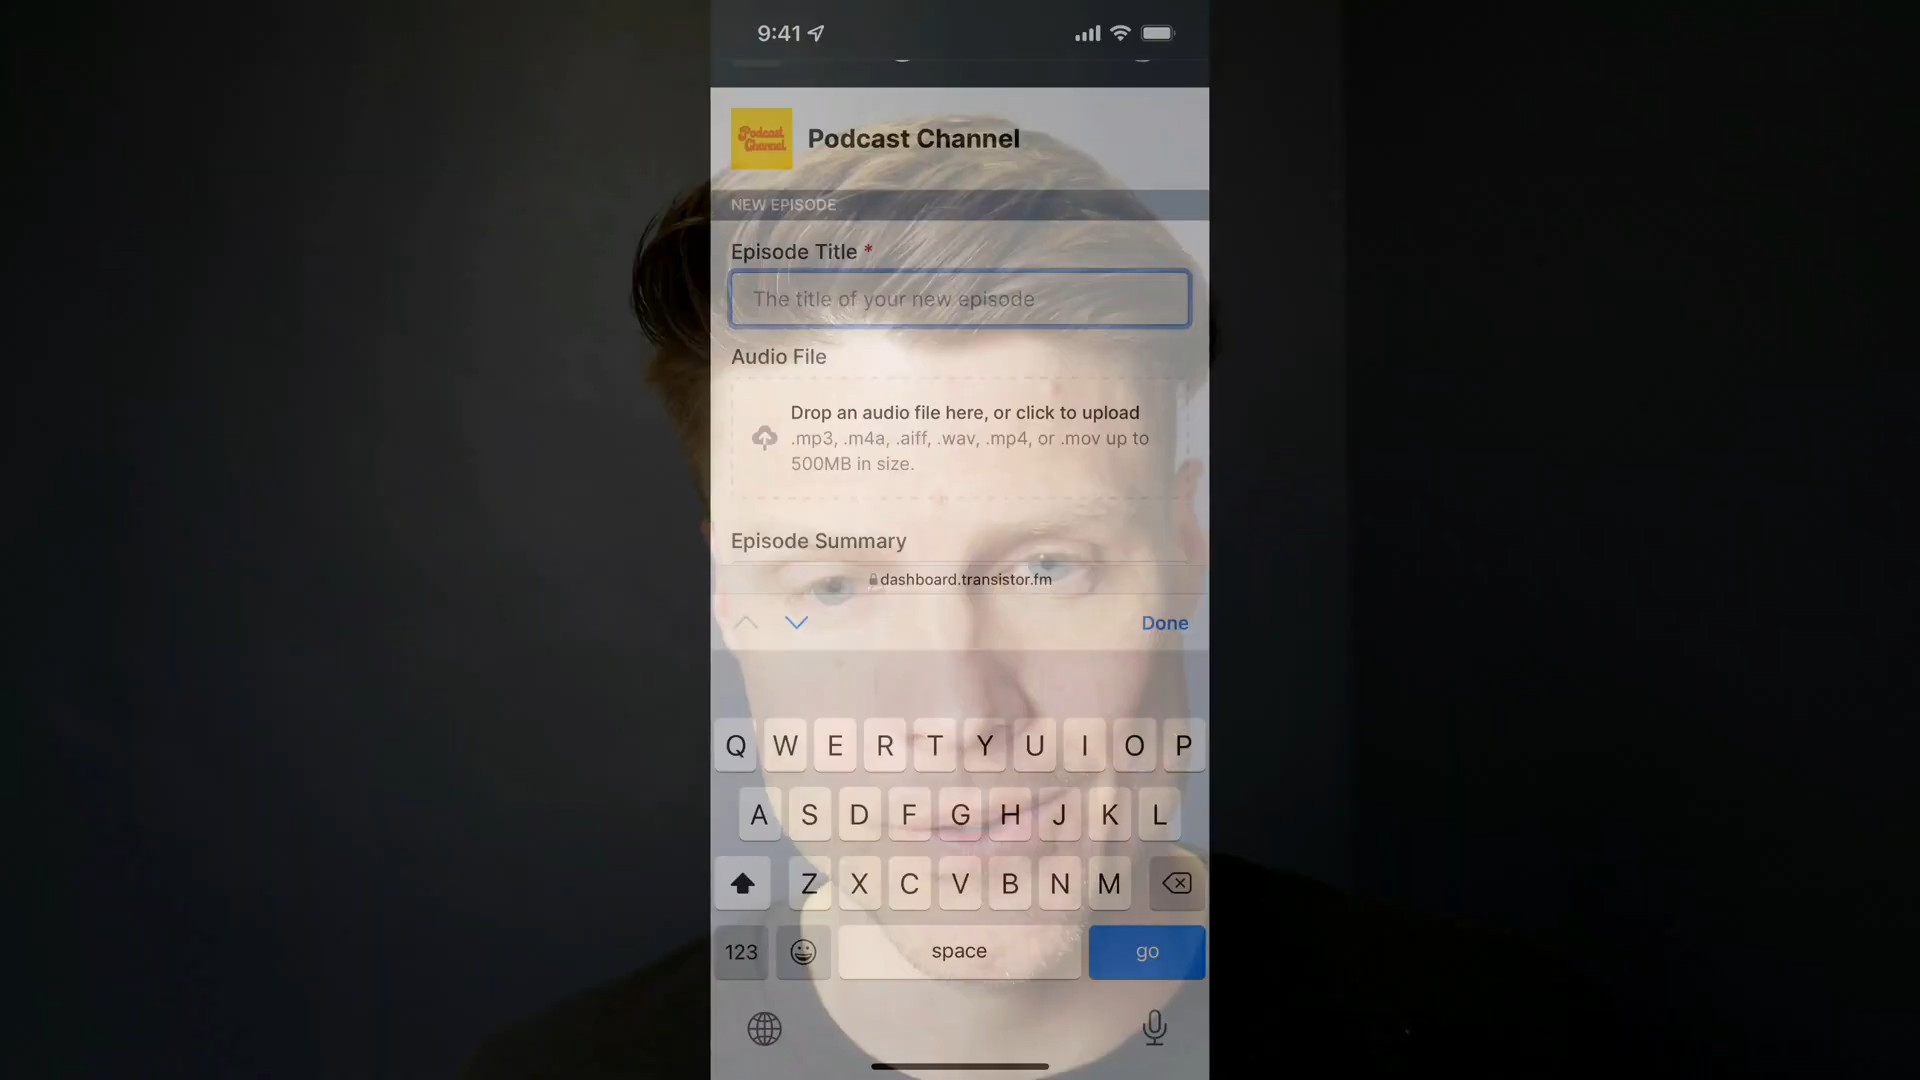 9:41
Podcast
Channel
Podcast Channel
NEW EPISODE
Episode Title *
The title of your new episode
Audio File
Drop an audio file here, or click to upload
.mp3, .m4a, .aiff, .wav, .mp4, or .mov up to
500MB in size.
Episode Summary
dashboard.transistor.fm
Done
Q W E R T Y U I O P
A S D F G H J K L
Z X C V B N M
123 space go